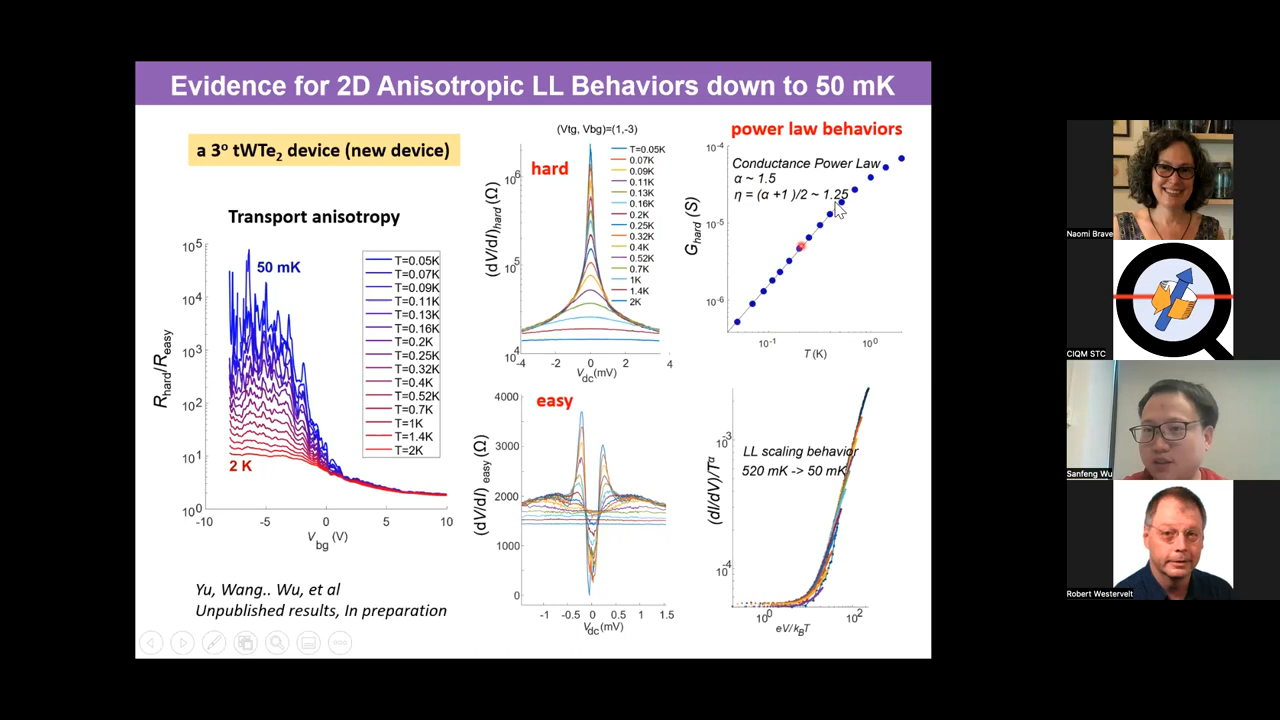 Evidence for 2D Anisotropic LL Behaviors down to 50 mK
a 3° tWTe2 device (new device)
Transport anisotropy
Rhard/Reasy
10^5
10^4
10^3
10^2
10^1
10^0
50 mK
2 K
-10
-5
0
5
10
Vbg (V)
T=0.05K
T=0.07K
T=0.09K
T=0.11K
T=0.13K
T=0.16K
T=0.2K
T=0.25K
T=0.32K
T=0.4K
T=0.52K
T=0.7K
T=1K
T=1.4K
T=2K
Yu, Wang.. Wu, et al
Unpublished results, In preparation
(Vtg, Vbg)=(1,-3)
hard
(dV/dI)hard (Ω)
10^6
10^5
10^4
-4
-2
0
2
4
Vdc(mV)
T=0.05K
0.07K
0.09K
0.11K
0.13K
0.16K
0.2K
0.25K
0.32K
0.4K
0.52K
0.7K
1K
1.4K
2K
easy
(dV/dI) easy (Ω)
4000
3000
2000
1000
0
-1
-0.5
0
0.5
1
1.5
Vdc(mV)
power law behaviors
Conductance Power Law
α ~ 1.5
η = (α +1 )/2 ~ 1.25
Ghard (S)
10^-4
10^-5
10^-6
10^-1
10^0
T (K)
LL scaling behavior
520 mK -> 50 mK
(dI/dV)/T^α
10^-3
10^-4
10^0
10^2
eV/kBT
Naomi Brave
CIQM STC
Sanfeng Wu
Robert Westervelt